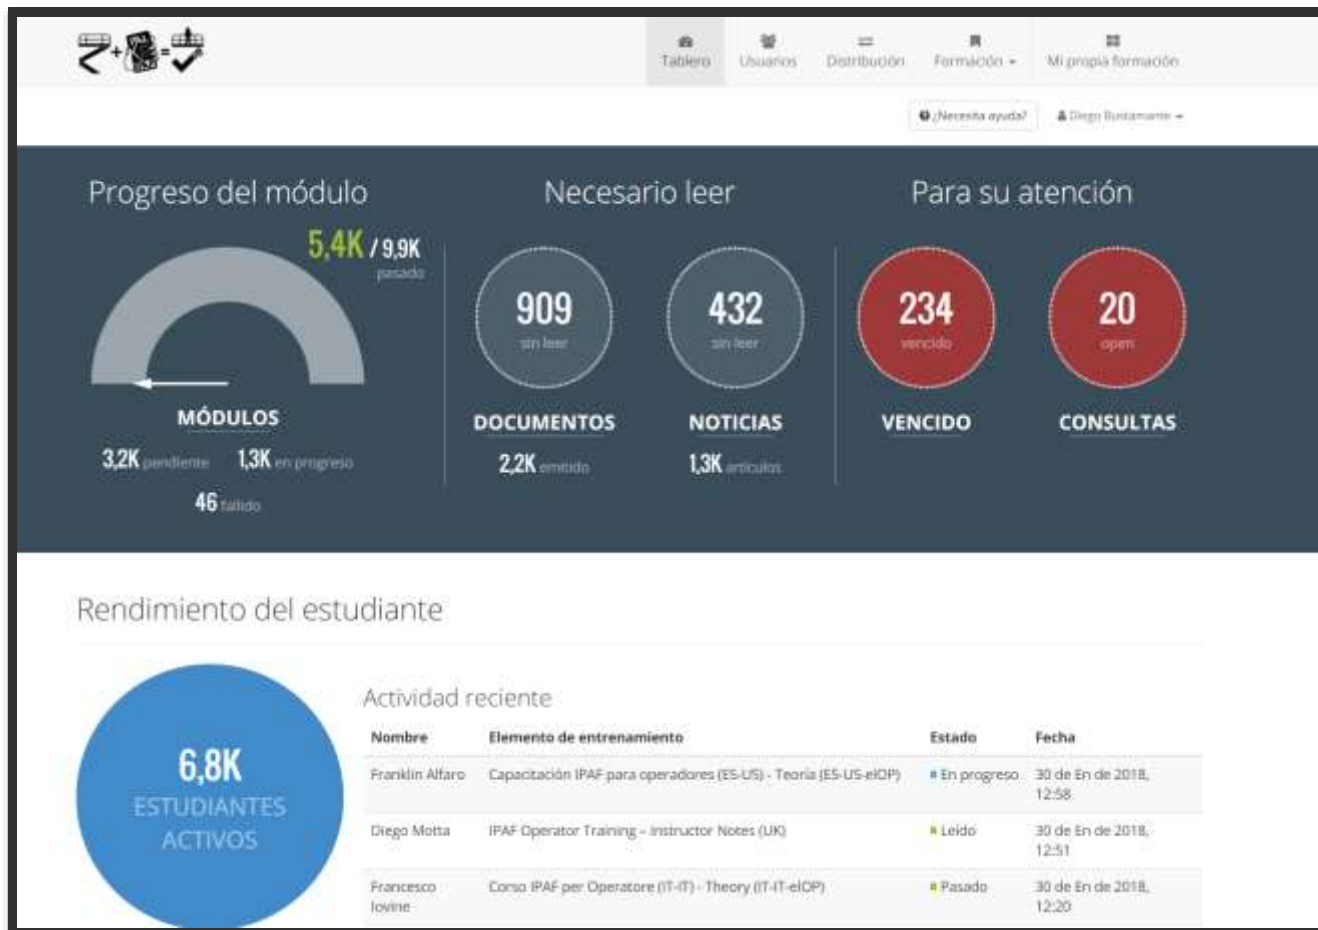 Tablero
Usuarios
Distribución
Formación
Mi propia formación
¿Necesita ayuda?
Diego Bustamante
Progreso del módulo
5,4K / 9,9K
pasado
MÓDULOS
3,2K pendiente 1,3K en progreso
46 fallido
Necesario leer
909
sin leer
DOCUMENTOS
2,2K emitido
432
sin leer
NOTICIAS
1,3K artículos
Para su atención
234
vencido
VENCIDO
20
open
CONSULTAS
Rendimiento del estudiante
6,8K
ESTUDIANTES
ACTIVOS
Actividad reciente
Nombre Elemento de entrenamiento Estado Fecha
Franklin Alfaro Capacitación IPAF para operadores (ES-US) - Teoría (ES-US-elOP) En progreso 30 de En de 2018,
12:58
Diego Motta IPAF Operator Training – Instructor Notes (UK) Leído 30 de En de 2018,
12:51
Francesco Corso IPAF per Operatore (IT-IT) - Theory (IT-IT-elOP) Pasado 30 de En de 2018,
Iovine 12:20